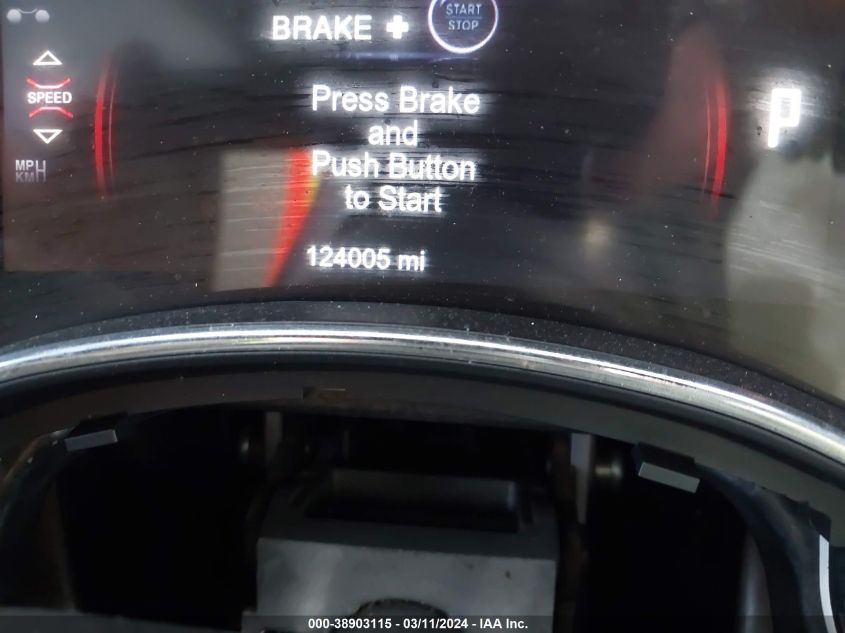 BRAKE +
START
STOP
SPEED
Press Brake
and
Push Button
to Start
P
MPH
KM
124005 mi
000-38903115 - 03/11/2024 - IAA Inc.